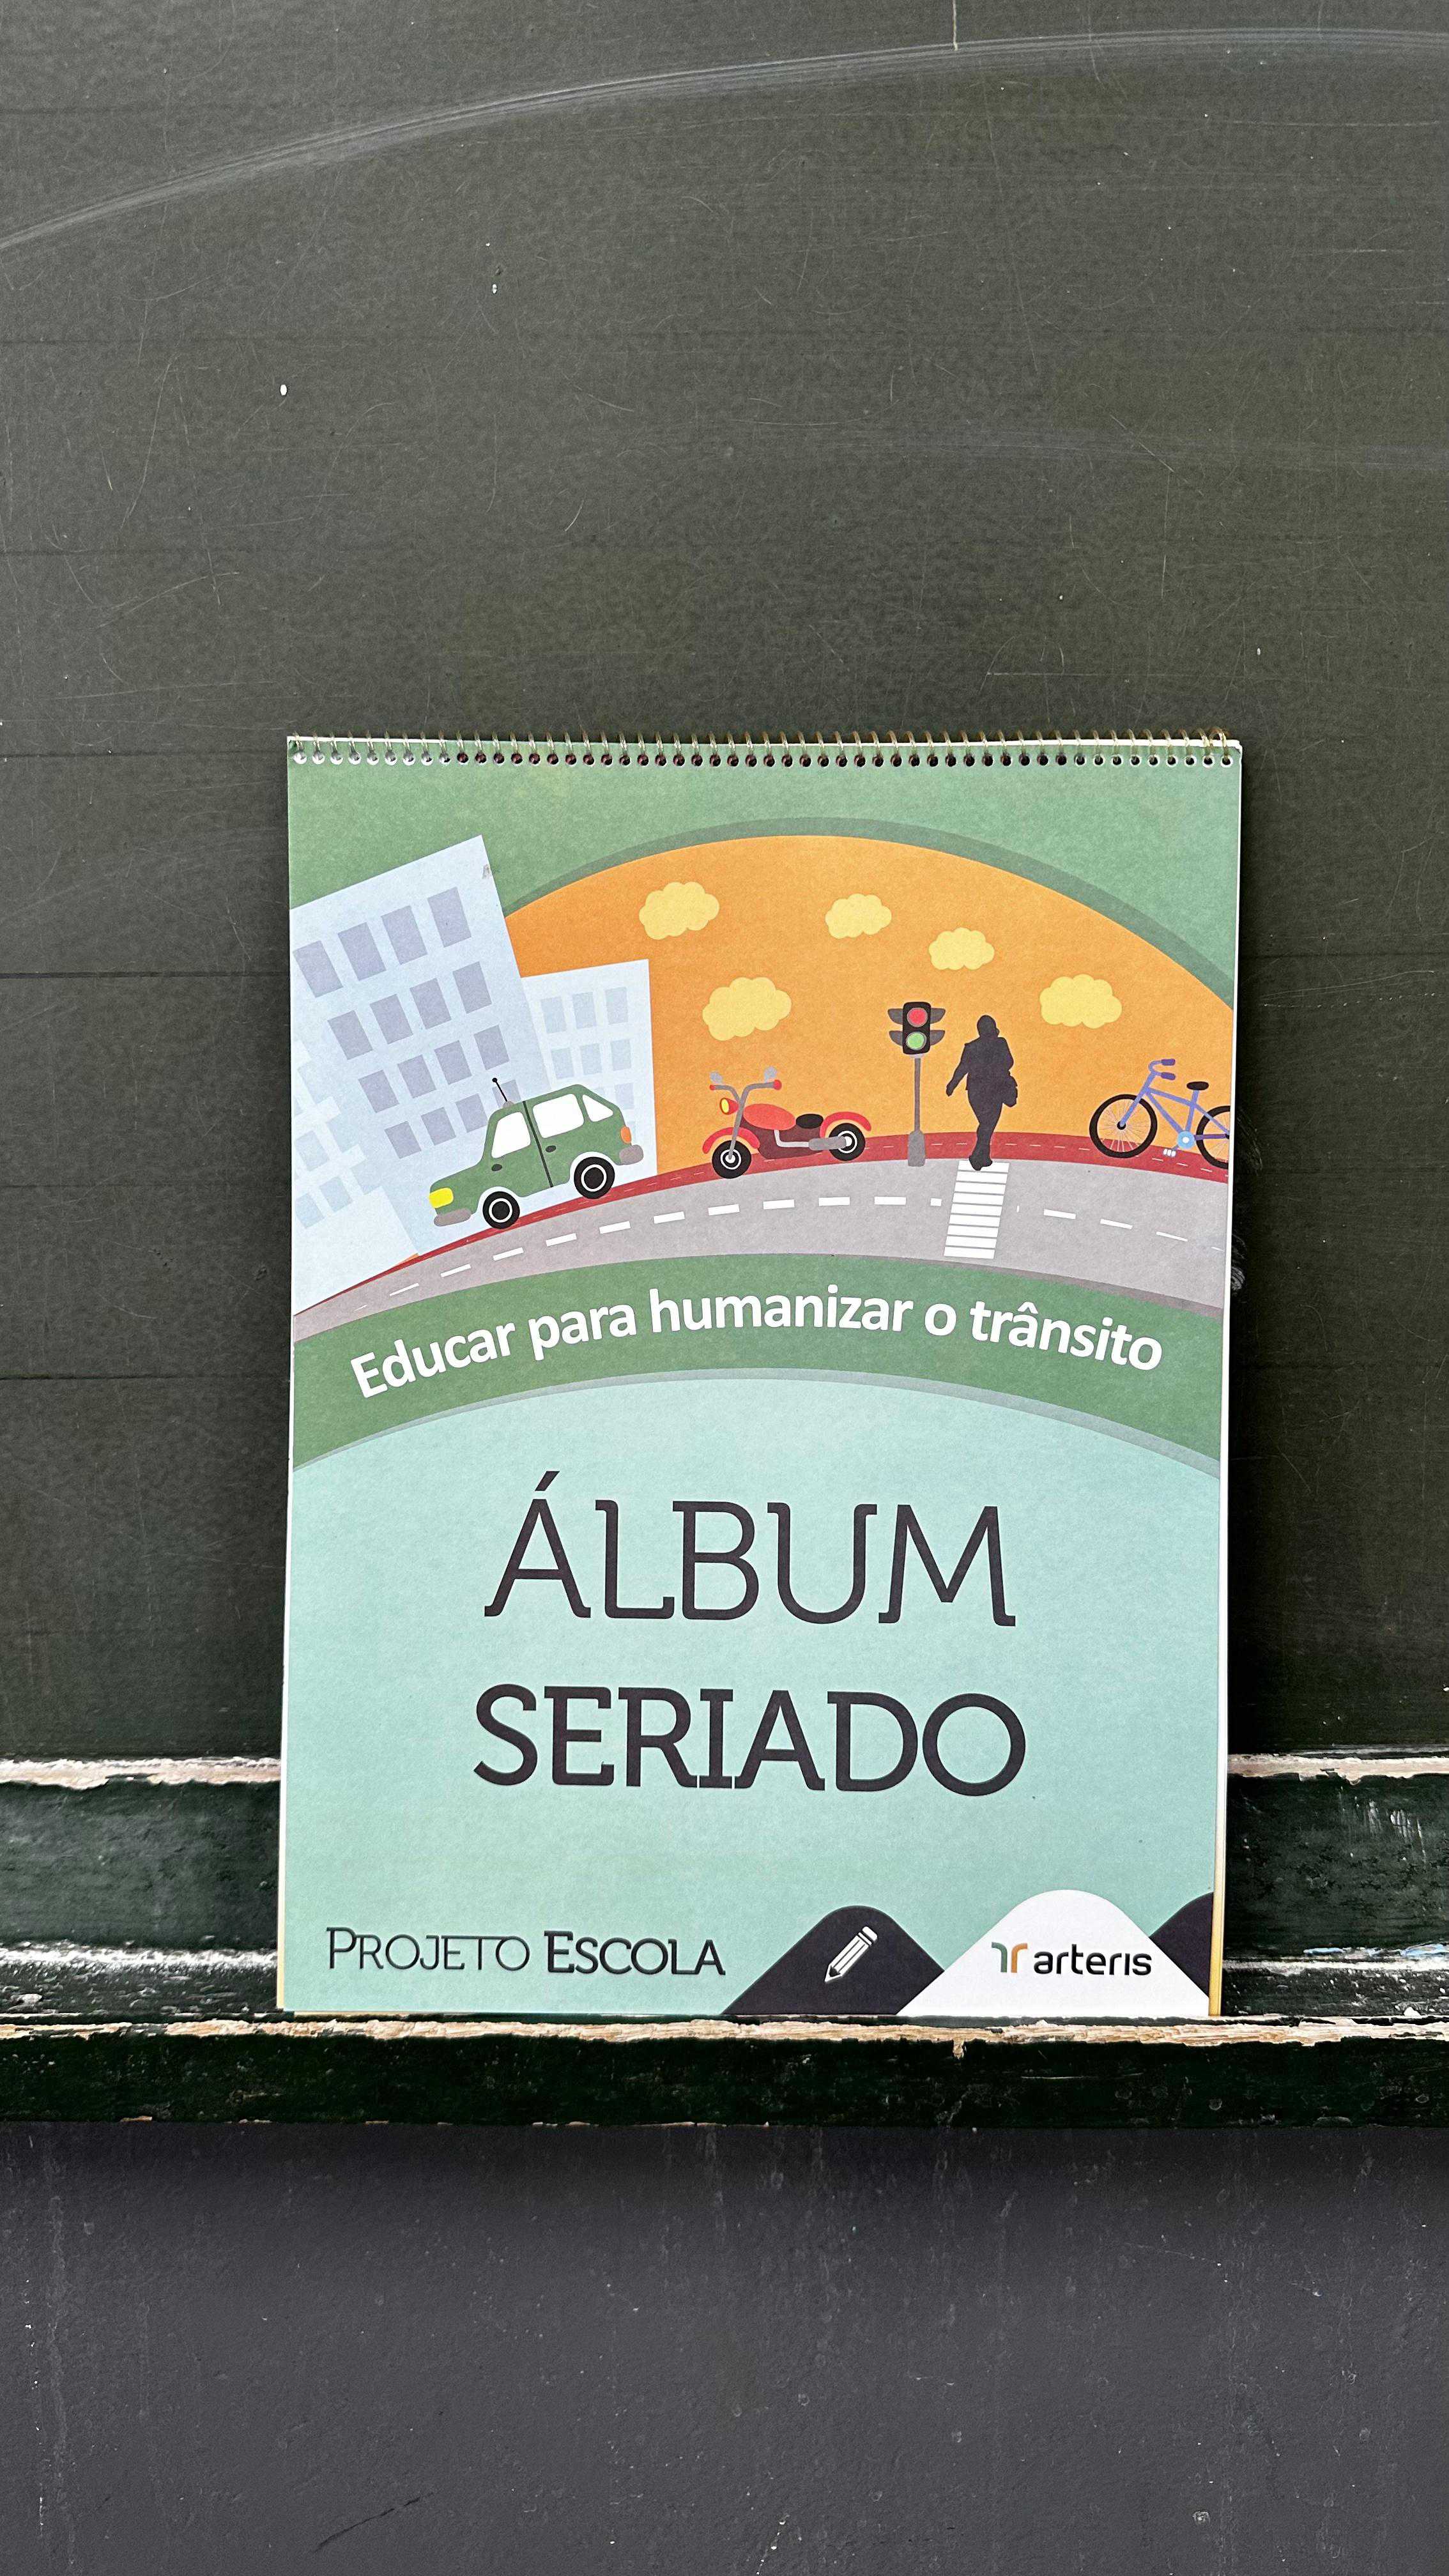 Educar para humanizar o trânsito
ÁLBUM
SERIADO
PROJETO ESCOLA
arteris